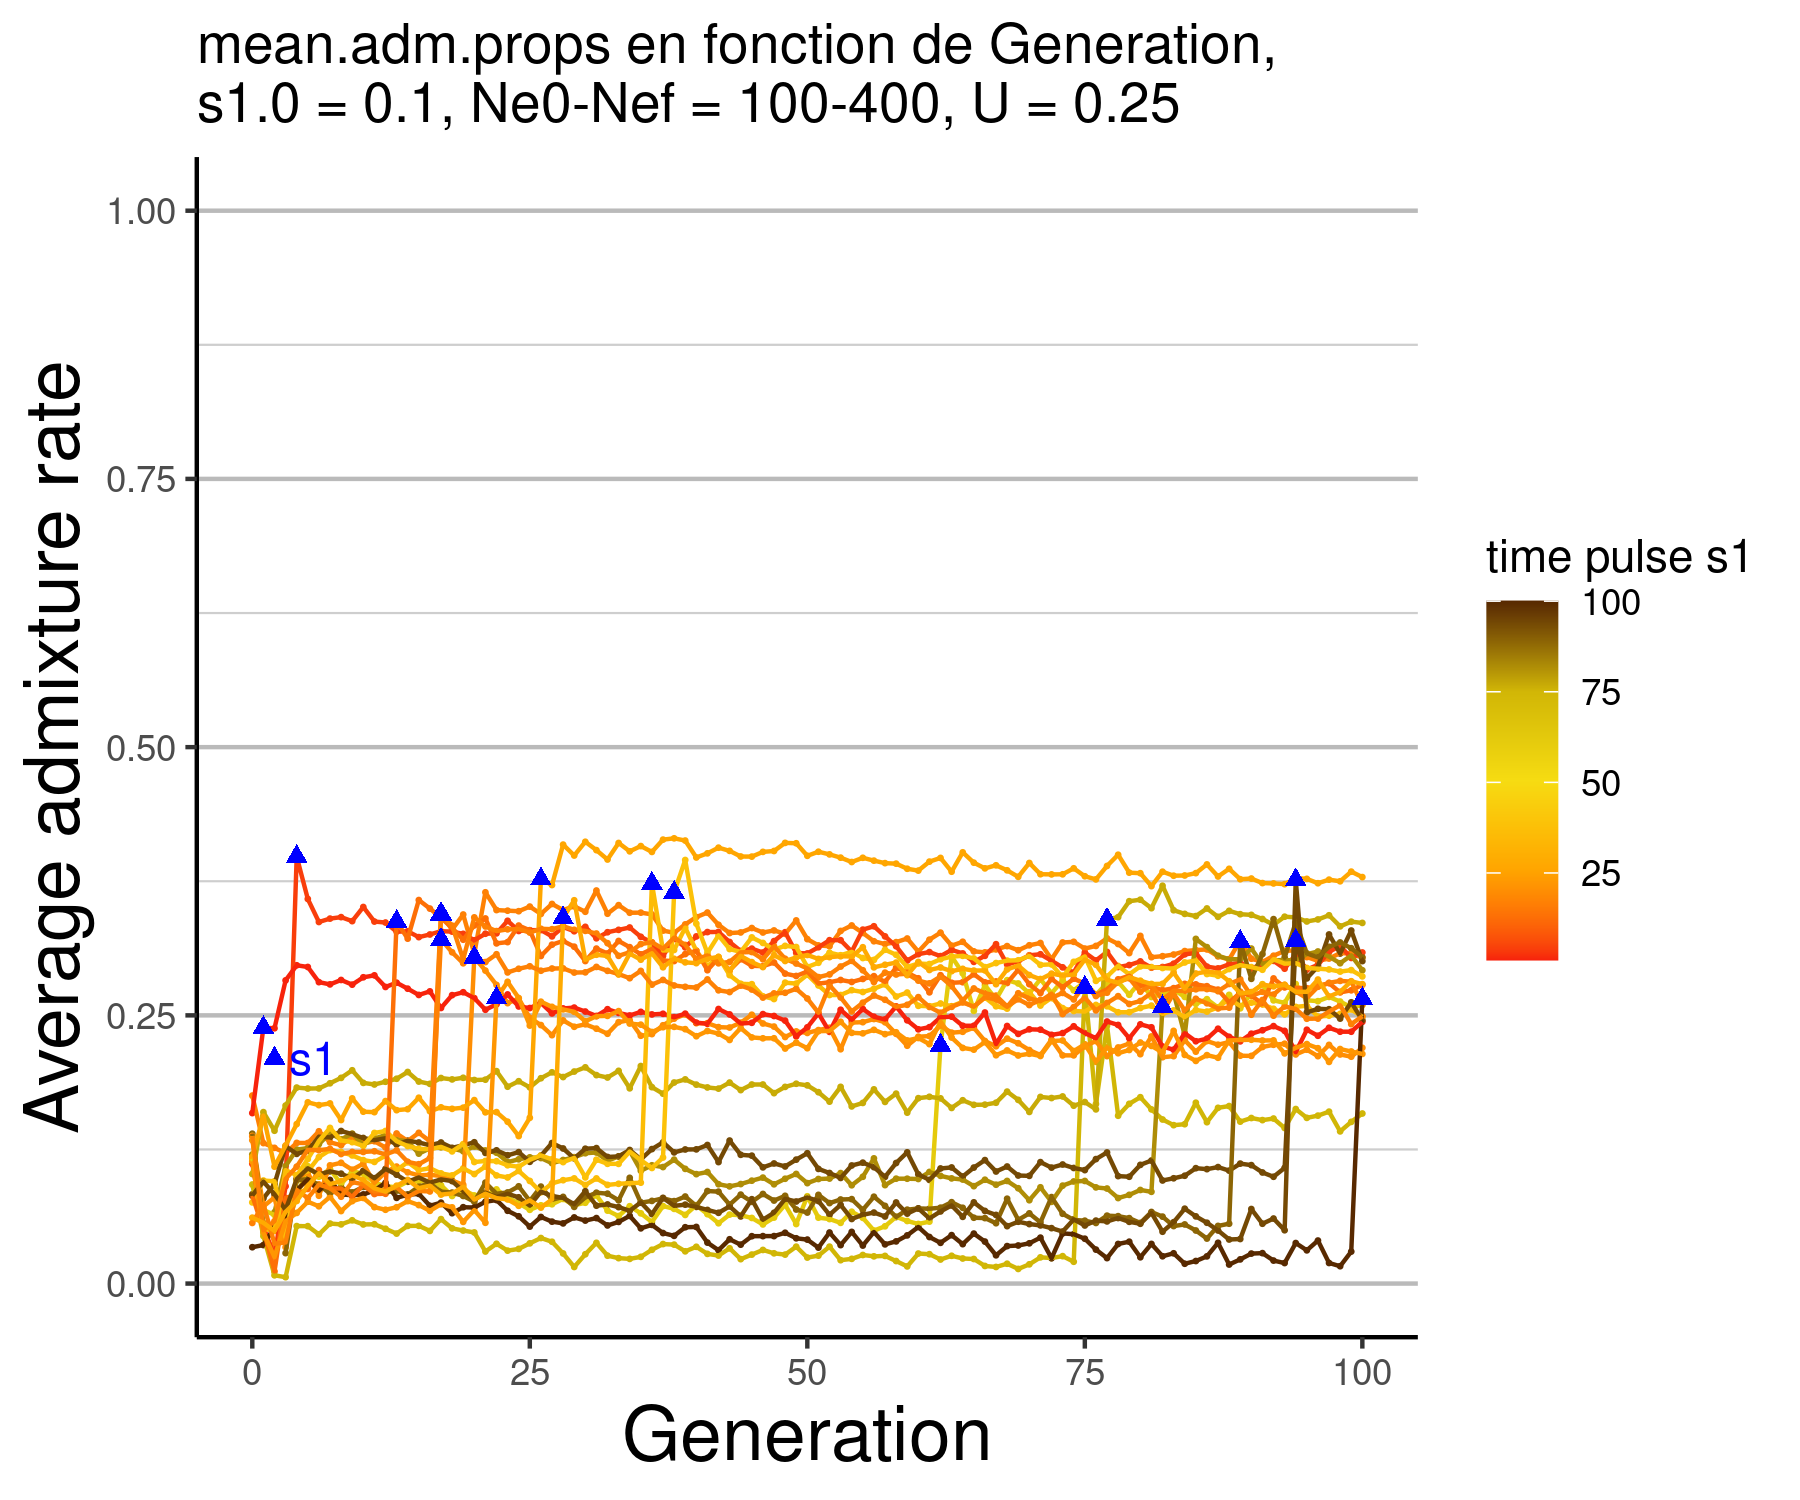 mean.adm.props en fonction de Generation,
s1.0 = 0.1, Ne0-Nef = 100-400, U = 0.25
Average admixture rate
1.00
0.75
0.50
0.25
0.00
s1
0
25
50
75
100
Generation
time pulse s1
100
75
50
25